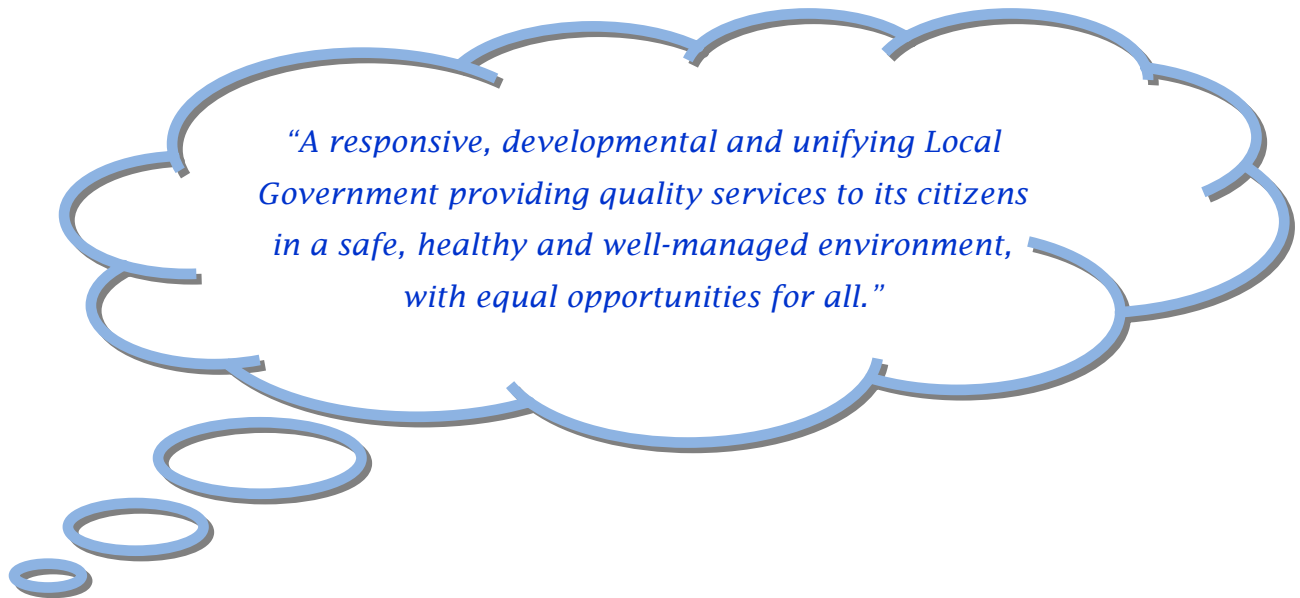 “A responsive, developmental and unifying Local
Government providing quality services to its citizens
in a safe, healthy and well-managed environment,
with equal opportunities for all.”